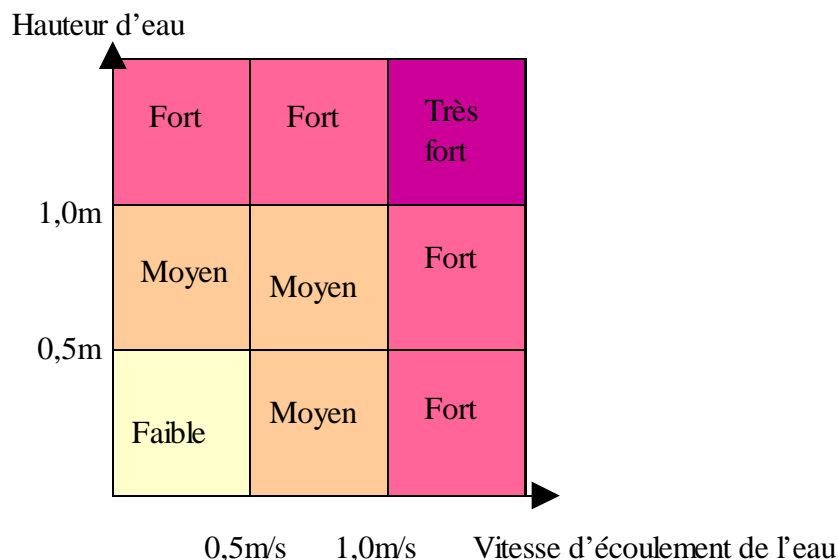 Hauteur d'eau
Fort
Fort
Très
fort
1,0m
Moyen
Moyen
Fort
0,5m
Faible
Moyen
Fort
0,5m/s
1,0m/s
Vitesse d'écoulement de l'eau